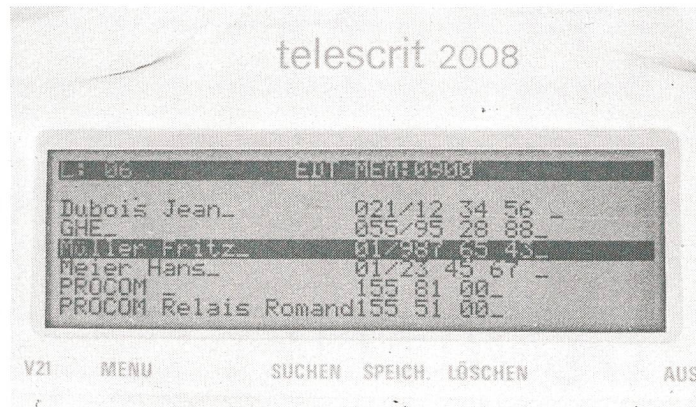 telescrit 2008
L: 06 EDT MEM:0900
Dubois Jean_ 021/12 34 56 _
GHE_ 055/95 28 88_
Müller Fritz_ 01/987 65 43_
Meier Hans_ 01/23 45 67 _
PROCOM _ 155 81 00_
PROCOM Relais Romand155 51 00_
V21 MENU SUCHEN SPEICH. LÖSCHEN AUS